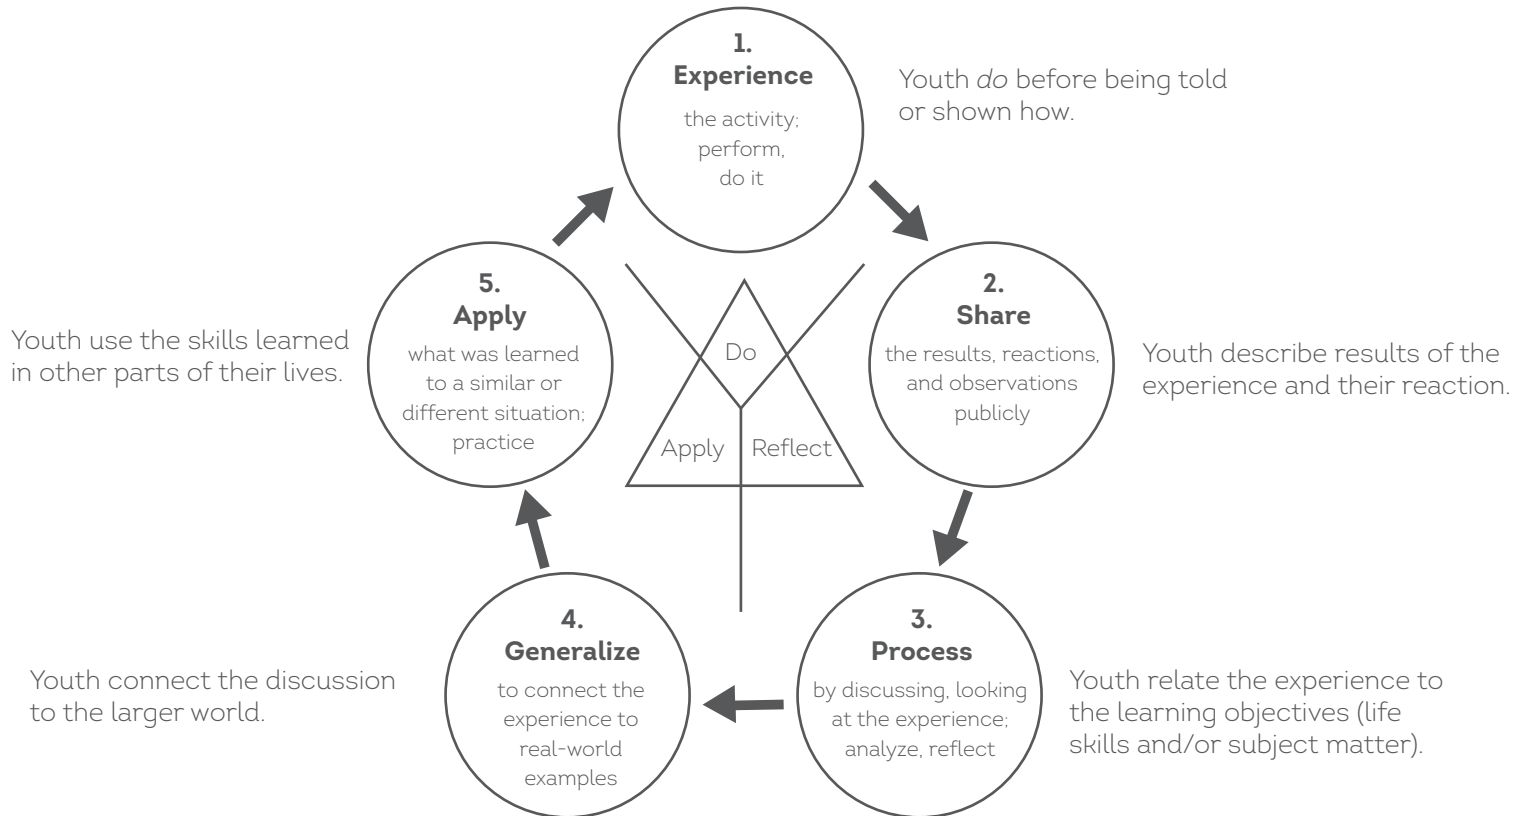 1.
Experience
the activity;
perform,
do it
Youth do before being told
or shown how.
2.
Share
the results, reactions,
and observations
publicly
Youth describe results of the
experience and their reaction.
3.
Process
by discussing, looking
at the experience;
analyze, reflect
Youth relate the experience to
the learning objectives (life
skills and/or subject matter).
4.
Generalize
to connect the
experience to
real-world
examples
Youth connect the discussion
to the larger world.
5.
Apply
what was learned
to a similar or
different situation;
practice
Youth use the skills learned
in other parts of their lives.
Do
Apply
Reflect